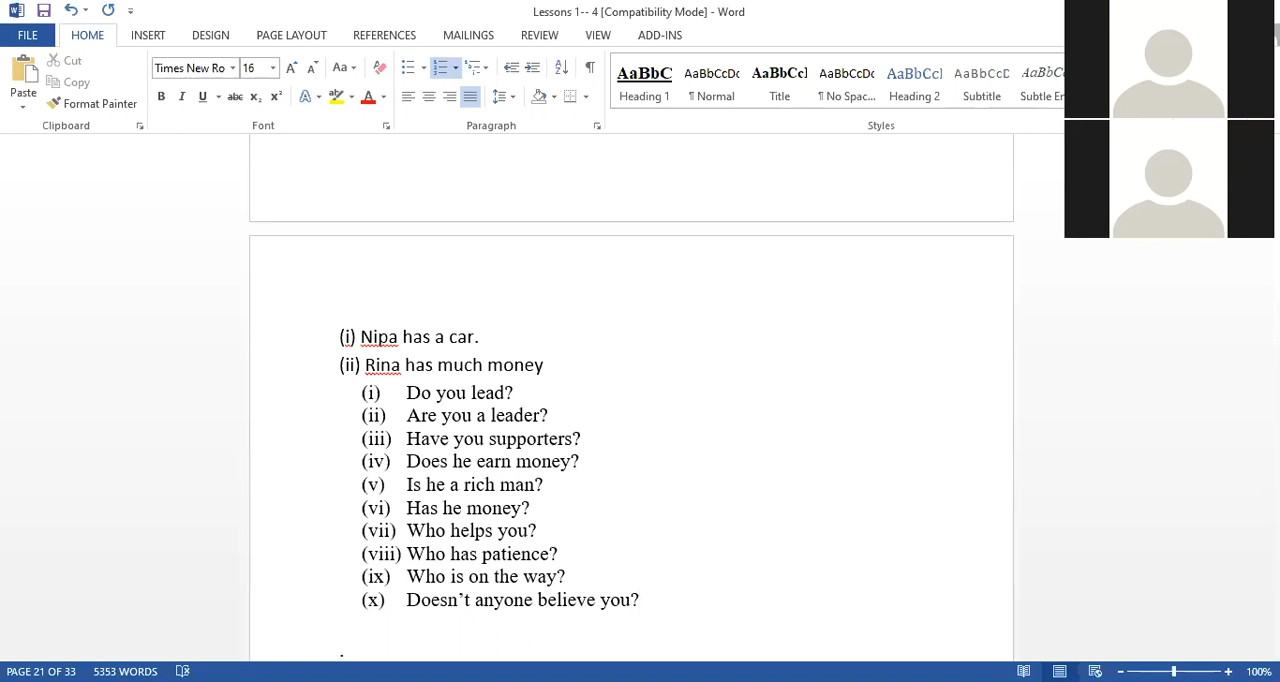 Lessons 1-- 4 [Compatibility Mode] - Word
FILE HOME INSERT DESIGN PAGE LAYOUT REFERENCES MAILINGS REVIEW VIEW ADD-INS
Paste
Cut
Copy
Format Painter
Clipboard
Times New Ro 16
Font
Paragraph
AaBbC AaBbCcDc AaBbCc] AaBbCcDc AaBbCc] AaBbCcD AaBbCc
Heading 1 ¶ Normal Title ¶ No Spac... Heading 2 Subtitle Subtle Em
Styles
(i) Nipa has a car.
(ii) Rina has much money
(i) Do you lead?
(ii) Are you a leader?
(iii) Have you supporters?
(iv) Does he earn money?
(v) Is he a rich man?
(vi) Has he money?
(vii) Who helps you?
(viii) Who has patience?
(ix) Who is on the way?
(x) Doesn’t anyone believe you?
.
PAGE 21 OF 33 5353 WORDS 100%